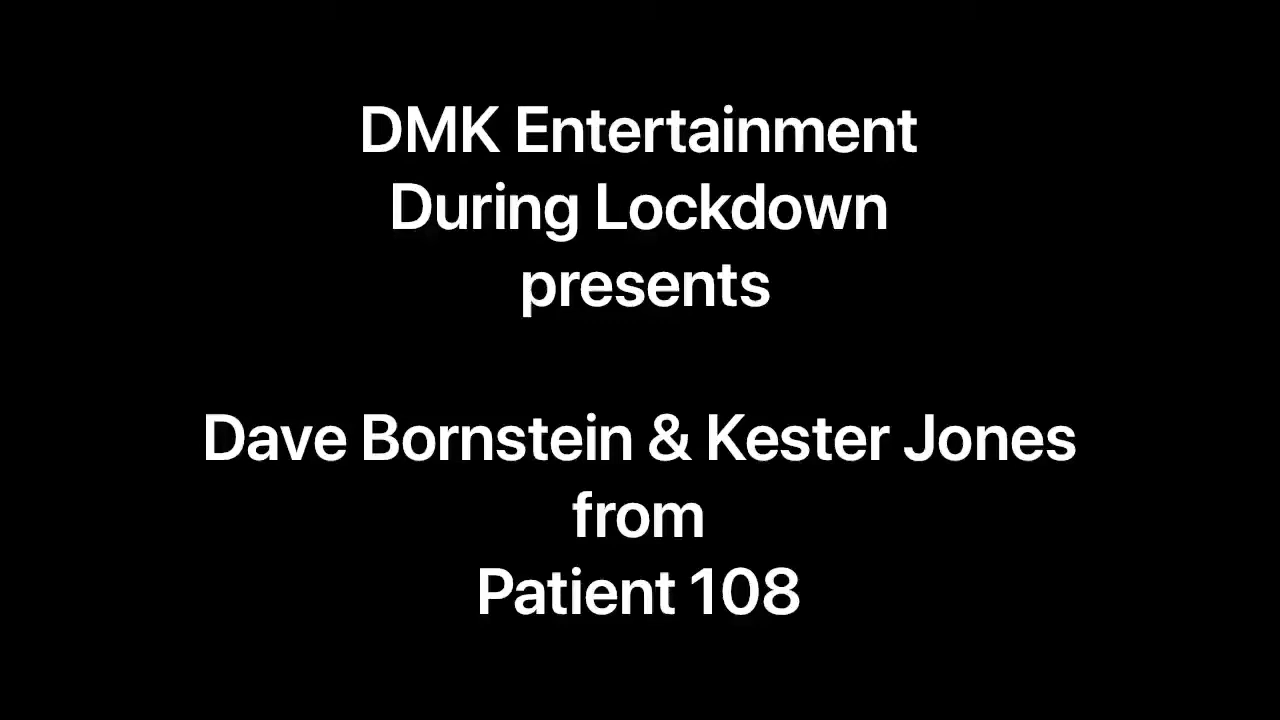 DMK Entertainment
During Lockdown
presents
Dave Bornstein & Kester Jones
from
Patient 108